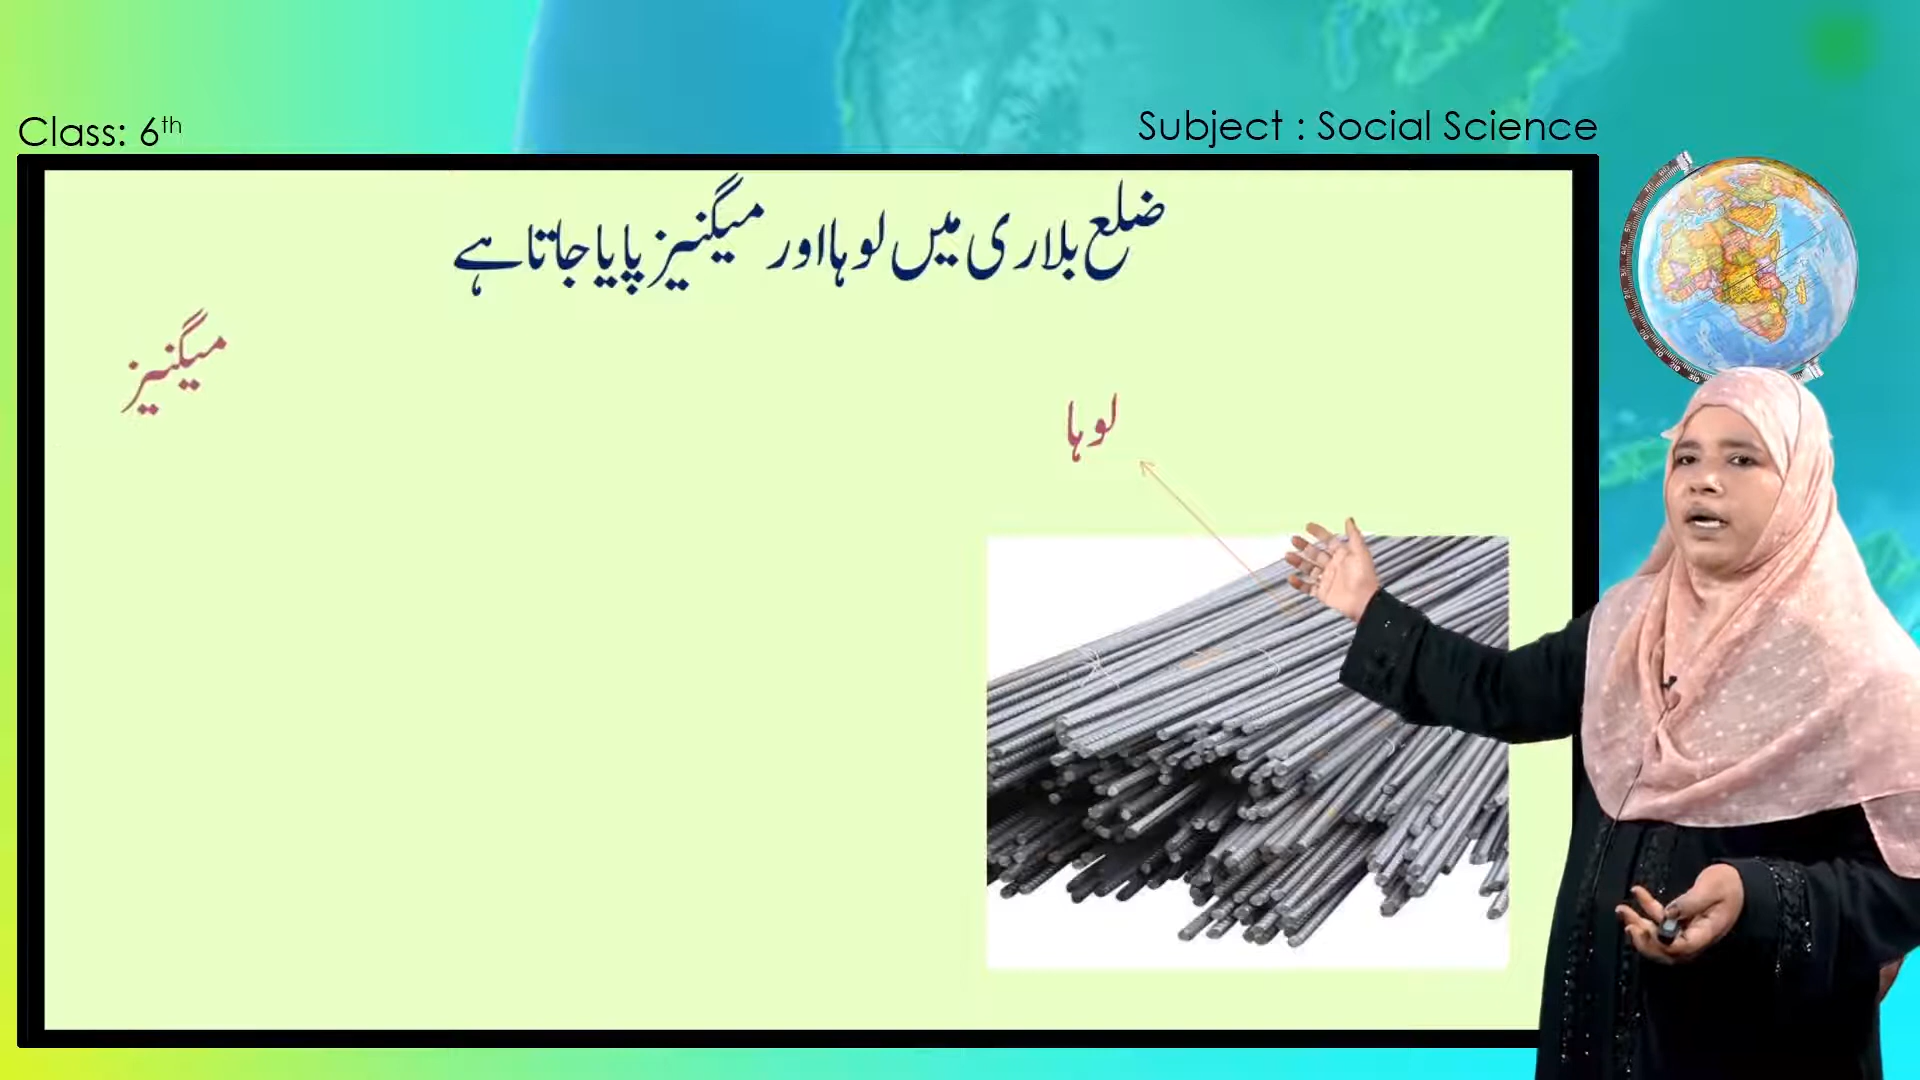 Class: 6th
Subject : Social Science
ضلع بلاری میں لوہا اور میگنیز پایا جاتا ہے
میگنیز
لوہا